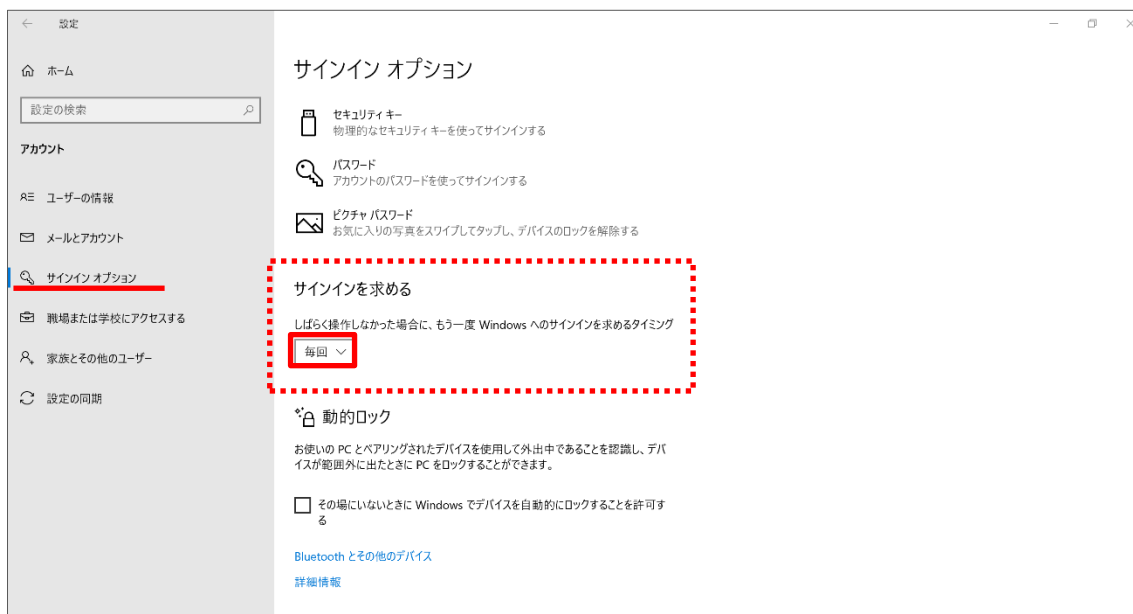 設定
ホーム
設定の検索
アカウント
ユーザーの情報
メールとアカウント
サインイン オプション
職場または学校にアクセスする
家族とその他のユーザー
設定の同期
サインイン オプション
セキュリティ キー
物理的なセキュリティ キーを使ってサインインする
パスワード
アカウントのパスワードを使ってサインインする
ピクチャ パスワード
お気に入りの写真をスワイプしてタップし、デバイスのロックを解除する
サインインを求める
しばらく操作しなかった場合に、もう一度 Windows へのサインインを求めるタイミング
毎回
動的ロック
お使いの PC とペアリングされたデバイスを使用して外出中であることを認識し、デバ
イスが範囲外に出たときに PC をロックすることができます。
その場にいないときに Windows でデバイスを自動的にロックすることを許可す
る
Bluetooth とその他のデバイス
詳細情報